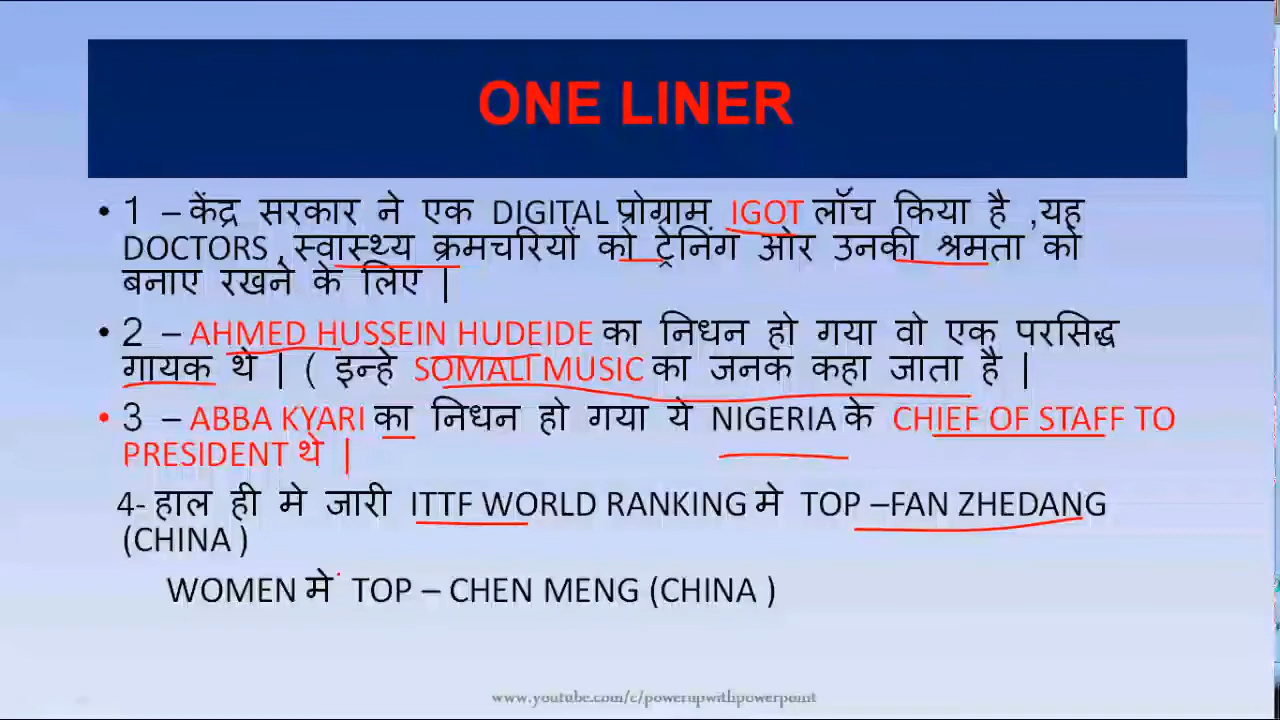 ONE LINER
• 1 – केंद्र सरकार ने एक DIGITAL प्रोग्राम IGOT लॉच किया है ,यह
DOCTORS , स्वास्थ्य क्रमचरियों को ट्रेनिंग ओर उनकी श्रमता को
बनाए रखने के लिए |
• 2 – AHMED HUSSEIN HUDEIDE का निधन हो गया वो एक परसिद्ध
गायक थे | ( इन्हे SOMALI MUSIC का जनक कहा जाता है |
• 3 – ABBA KYARI का निधन हो गया ये NIGERIA के CHIEF OF STAFF TO
PRESIDENT थे |
4- हाल ही मे जारी ITTF WORLD RANKING मे TOP –FAN ZHEDANG
(CHINA )
WOMEN मे TOP – CHEN MENG (CHINA )
www.youtube.com/c/powerupwithpowerpoint